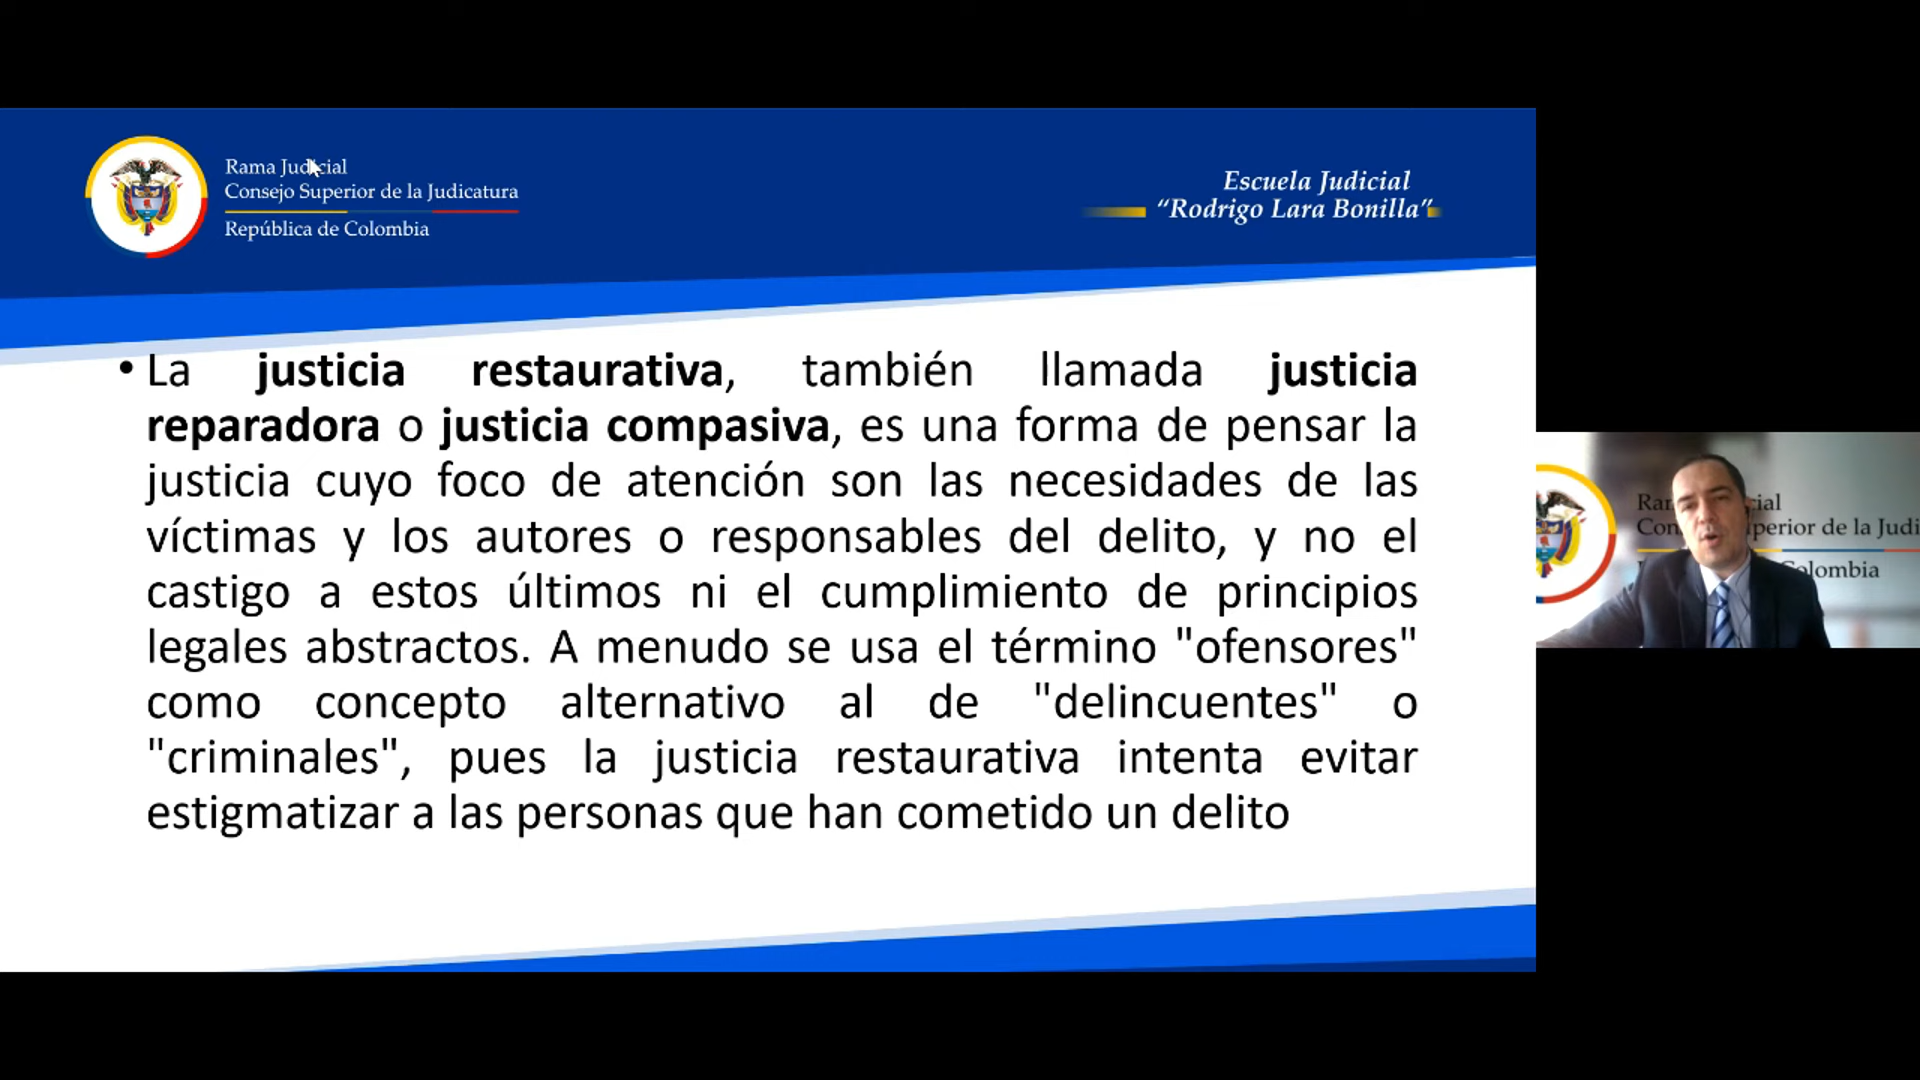 Rama Judicial
Consejo Superior de la Judicatura
República de Colombia
Escuela Judicial
“Rodrigo Lara Bonilla”
• La justicia restaurativa, también llamada justicia
reparadora o justicia compasiva, es una forma de pensar la
justicia cuyo foco de atención son las necesidades de las
víctimas y los autores o responsables del delito, y no el
castigo a estos últimos ni el cumplimiento de principios
legales abstractos. A menudo se usa el término "ofensores"
como concepto alternativo al de "delincuentes" o
"criminales", pues la justicia restaurativa intenta evitar
estigmatizar a las personas que han cometido un delito
de la